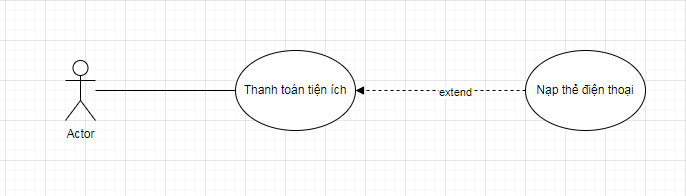 Thanh toán tiện ích
extend
Nạp thẻ điện thoại
Actor